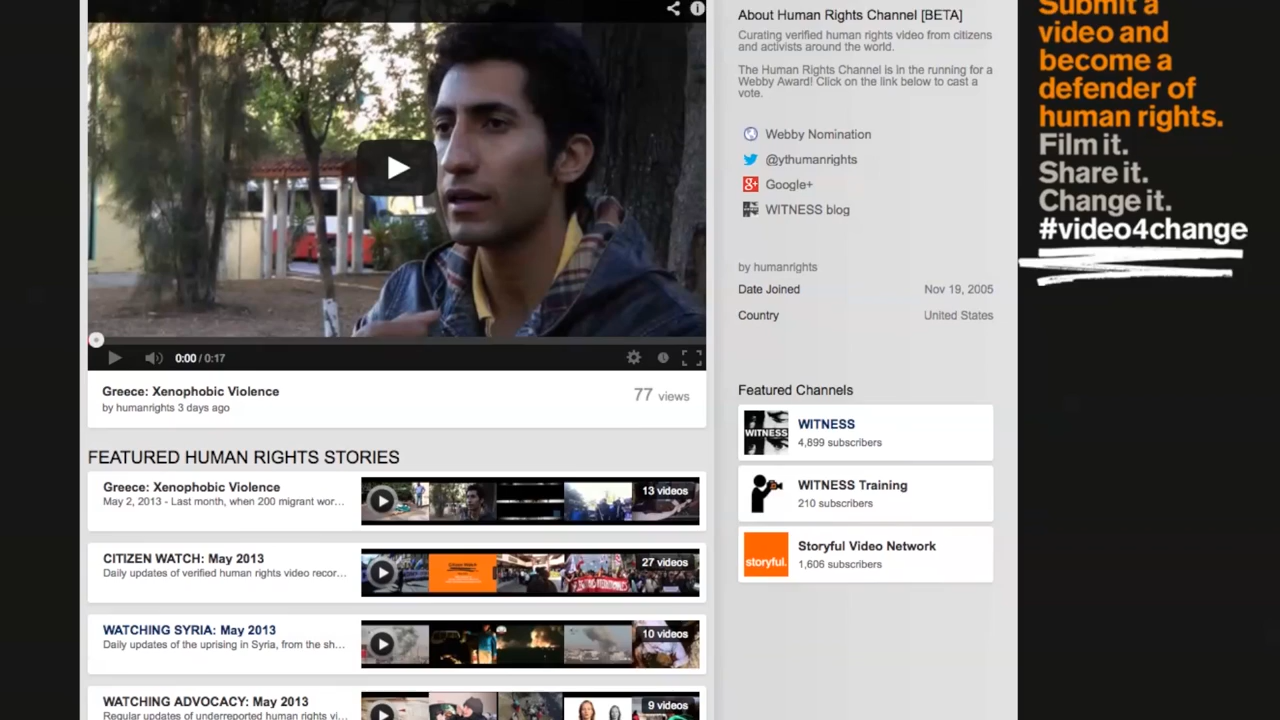 Greece: Xenophobic Violence
by humanrights 3 days ago
77 views
0:00 / 0:17
FEATURED HUMAN RIGHTS STORIES
Greece: Xenophobic Violence
May 2, 2013 - Last month, when 200 migrant wor...
13 videos
CITIZEN WATCH: May 2013
Daily updates of verified human rights video recor...
27 videos
WATCHING SYRIA: May 2013
Daily updates of the uprising in Syria, from the sh...
10 videos
WATCHING ADVOCACY: May 2013
Regular updates of underreported human rights vi...
9 videos
About Human Rights Channel [BETA]
Curating verified human rights video from citizens
and activists around the world.
The Human Rights Channel is in the running for a
Webby Award! Click on the link below to cast a
vote.
Webby Nomination
@ythumanrights
Google+
WITNESS blog
by humanrights
Date Joined Nov 19, 2005
Country United States
Featured Channels
WITNESS
WITNESS
4,899 subscribers
WITNESS Training
210 subscribers
storyful.
Storyful Video Network
1,606 subscribers
Submit a
video and
become a
defender of
human rights.
Film it.
Share it.
Change it.
#video4change